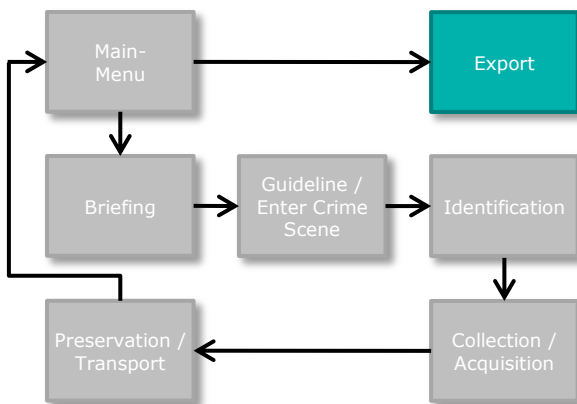 Main-
Menu
Export
Briefing
Guideline /
Enter Crime
Scene
Identification
Preservation /
Transport
Collection /
Acquisition